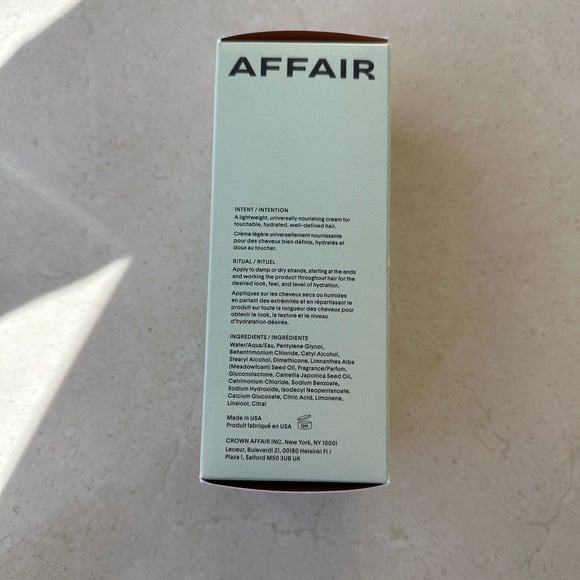 AFFAIR
INTENT / INTENTION
A lightweight, universally nourishing cream for
touchable, hydrated, well-defined hair.
Crème légère universellement nourrissante
pour des cheveux bien définis, hydratés et
doux au toucher.
RITUAL / RITUEL
Apply to damp or dry strands, starting at the ends
and working the product throughout hair for the
desired look, feel, and level of hydration.
Appliquez sur les cheveux secs ou humides
en partant des extrémités et en répartissant le
produit sur toute la longueur des cheveux pour
obtenir le look, la texture et le niveau
d'hydratation désirés.
INGREDIENTS / INGRÉDIENTS
Water/Aqua/Eau, Pentylene Glycol,
Behentrimonium Chloride, Cetyl Alcohol,
Stearyl Alcohol, Dimethicone, Limnanthes Alba
(Meadowfoam) Seed Oil, Fragrance/Parfum,
Gluconolactone, Camellia Japonica Seed Oil,
Cetrimonium Chloride, Sodium Benzoate,
Sodium Hydroxide, Isodecyl Neopentanoate,
Calcium Gluconate, Citric Acid, Limonene,
Linalool, Citral
Made in USA
Produit fabriqué en USA
12M
CROWN AFFAIR INC. New York, NY 10001
Leceur, Bulevardi 21, 00180 Helsinki FI /
Plaza 1, Salford M50 3UB UK